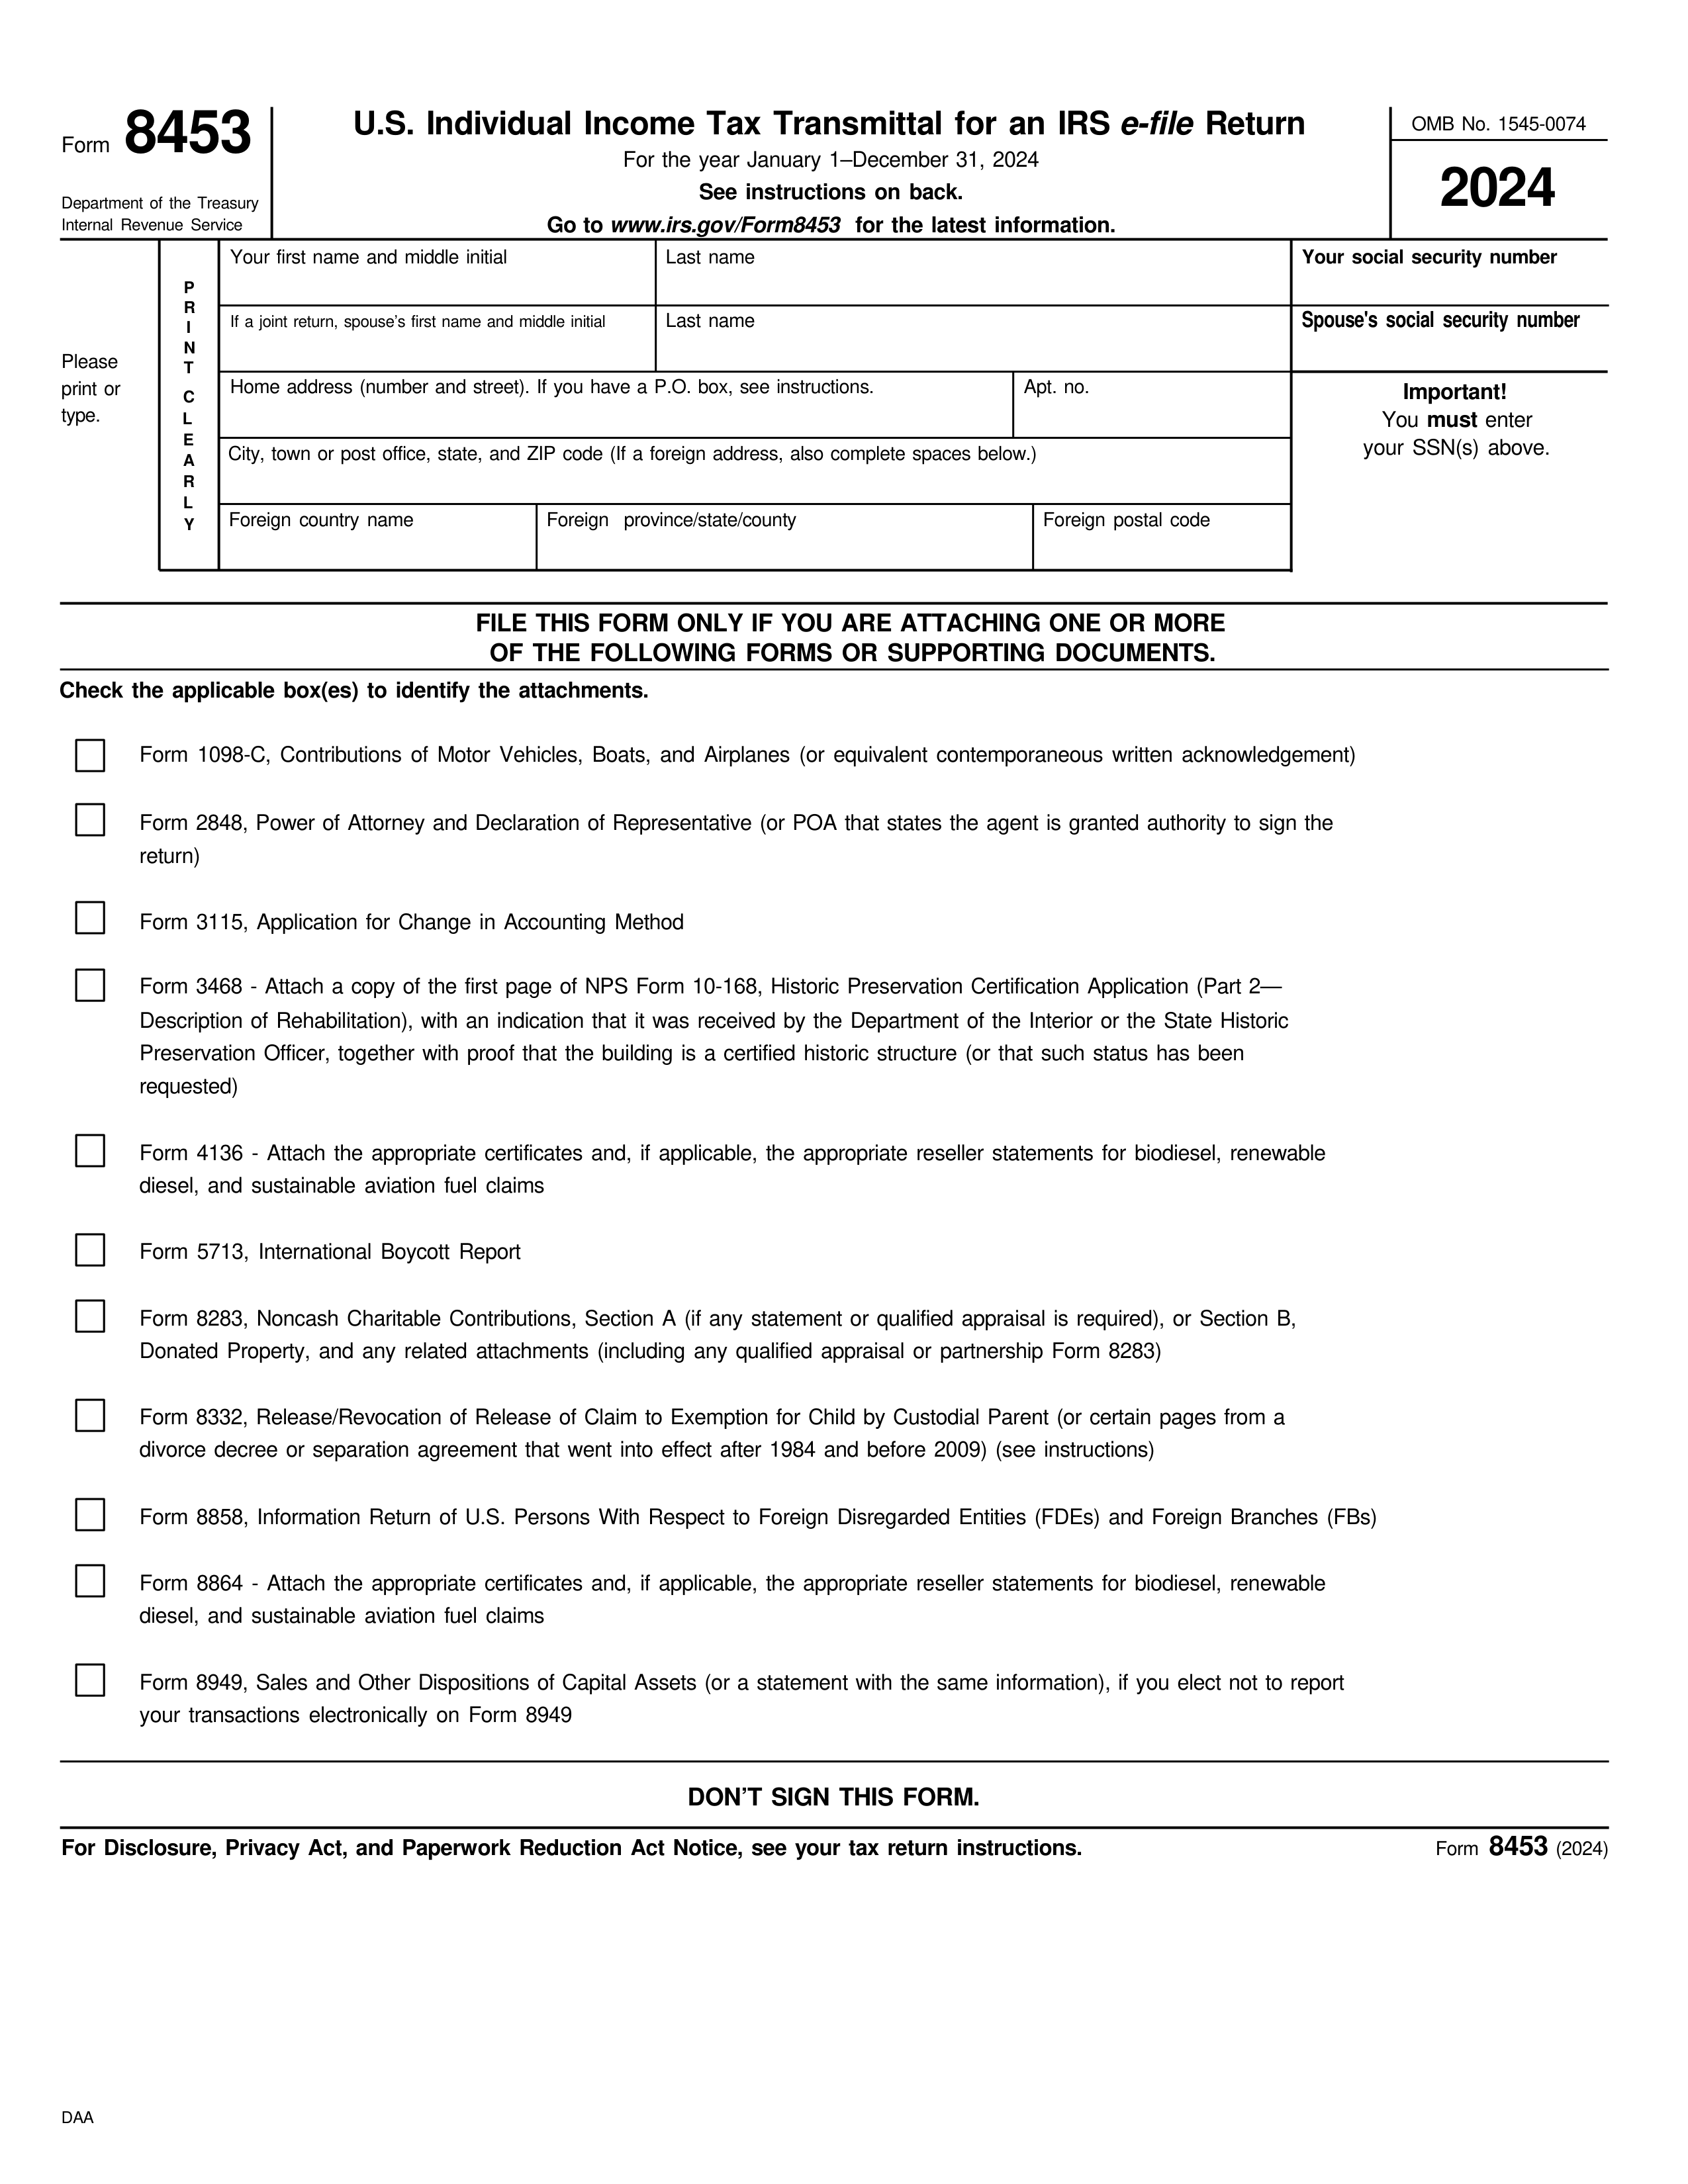 Form 8453
Department of the Treasury
Internal Revenue Service
U.S. Individual Income Tax Transmittal for an IRS e-file Return
For the year January 1–December 31, 2024
See instructions on back.
Go to www.irs.gov/Form8453 for the latest information.
OMB No. 1545-0074
2024
Please
print or
type.
PRINT CLEARLY
Your first name and middle initial
Last name
Your social security number
If a joint return, spouse’s first name and middle initial
Last name
Spouse's social security number
Home address (number and street). If you have a P.O. box, see instructions.
Apt. no.
Important!
You must enter
your SSN(s) above.
City, town or post office, state, and ZIP code (If a foreign address, also complete spaces below.)
Foreign country name
Foreign province/state/county
Foreign postal code
FILE THIS FORM ONLY IF YOU ARE ATTACHING ONE OR MORE
OF THE FOLLOWING FORMS OR SUPPORTING DOCUMENTS.
Check the applicable box(es) to identify the attachments.
Form 1098-C, Contributions of Motor Vehicles, Boats, and Airplanes (or equivalent contemporaneous written acknowledgement)
Form 2848, Power of Attorney and Declaration of Representative (or POA that states the agent is granted authority to sign the
return)
Form 3115, Application for Change in Accounting Method
Form 3468 - Attach a copy of the first page of NPS Form 10-168, Historic Preservation Certification Application (Part 2—
Description of Rehabilitation), with an indication that it was received by the Department of the Interior or the State Historic
Preservation Officer, together with proof that the building is a certified historic structure (or that such status has been
requested)
Form 4136 - Attach the appropriate certificates and, if applicable, the appropriate reseller statements for biodiesel, renewable
diesel, and sustainable aviation fuel claims
Form 5713, International Boycott Report
Form 8283, Noncash Charitable Contributions, Section A (if any statement or qualified appraisal is required), or Section B,
Donated Property, and any related attachments (including any qualified appraisal or partnership Form 8283)
Form 8332, Release/Revocation of Release of Claim to Exemption for Child by Custodial Parent (or certain pages from a
divorce decree or separation agreement that went into effect after 1984 and before 2009) (see instructions)
Form 8858, Information Return of U.S. Persons With Respect to Foreign Disregarded Entities (FDEs) and Foreign Branches (FBs)
Form 8864 - Attach the appropriate certificates and, if applicable, the appropriate reseller statements for biodiesel, renewable
diesel, and sustainable aviation fuel claims
Form 8949, Sales and Other Dispositions of Capital Assets (or a statement with the same information), if you elect not to report
your transactions electronically on Form 8949
DON’T SIGN THIS FORM.
For Disclosure, Privacy Act, and Paperwork Reduction Act Notice, see your tax return instructions.
Form 8453 (2024)
DAA